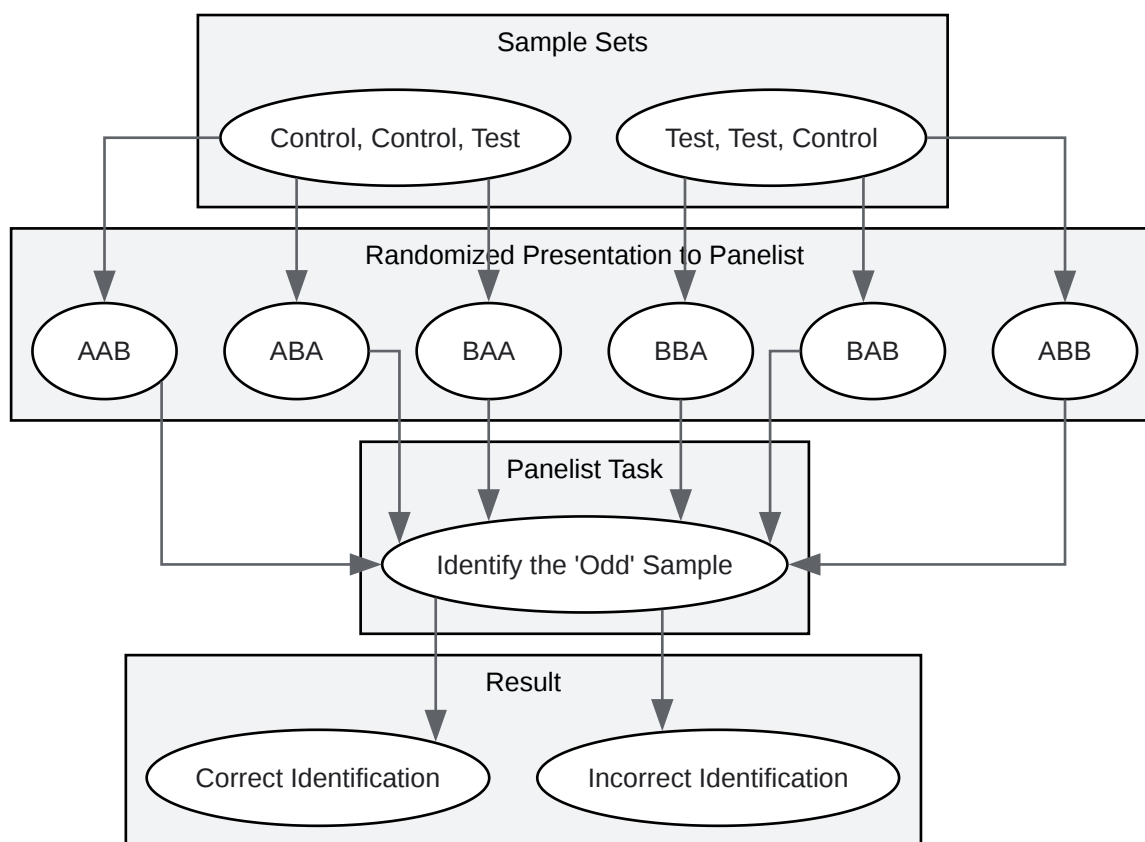 Sample Sets
Control, Control, Test
Test, Test, Control
Randomized Presentation to Panelist
AAB
ABA
BAA
BBA
BAB
ABB
Panelist Task
Identify the 'Odd' Sample
Result
Correct Identification
Incorrect Identification